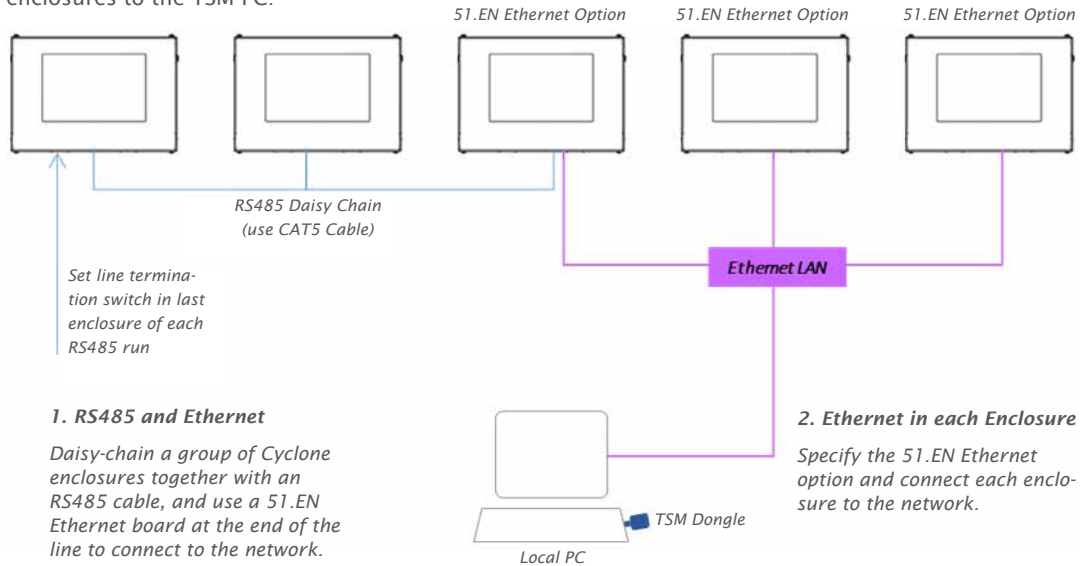 enclosures to the TSM PC.
51.EN Ethernet Option
51.EN Ethernet Option
51.EN Ethernet Option
RS485 Daisy Chain
(use CAT5 Cable)
Ethernet LAN
Set line termina-
tion switch in last
enclosure of each
RS485 run
1. RS485 and Ethernet
Daisy-chain a group of Cyclone
enclosures together with an
RS485 cable, and use a 51.EN
Ethernet board at the end of the
line to connect to the network.
2. Ethernet in each Enclosure
Specify the 51.EN Ethernet
option and connect each enclo-
sure to the network.
TSM Dongle
Local PC